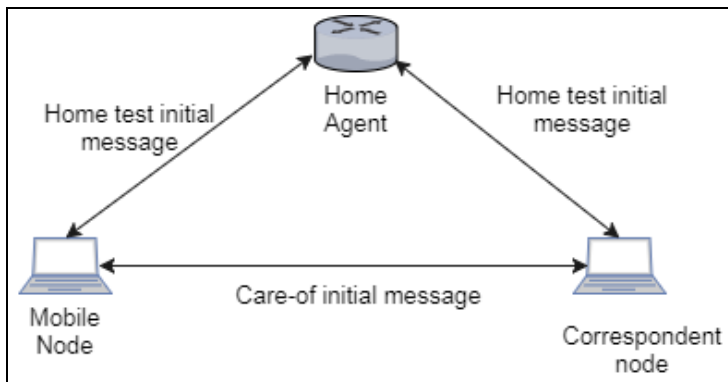 Home
Agent
Home test initial
message
Home test initial
message
Care-of initial message
Mobile
Node
Correspondent
node